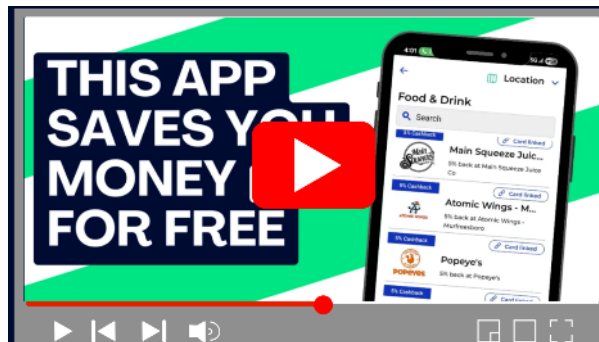 THIS APP
SAVES YOU
MONEY
FOR FREE
4:01
5G
Location
Food & Drink
Search
5% Cashback
Card linked
Main Squeeze Juic...
5% back at Main Squeeze Juice
Co
5% Cashback
Card linked
Atomic Wings - M...
5% back at Atomic Wings -
Murfreesboro
5% Cashback
Card linked
Popeye's
POPEYES
5% back at Popeye's
5% Cashback
Card linked